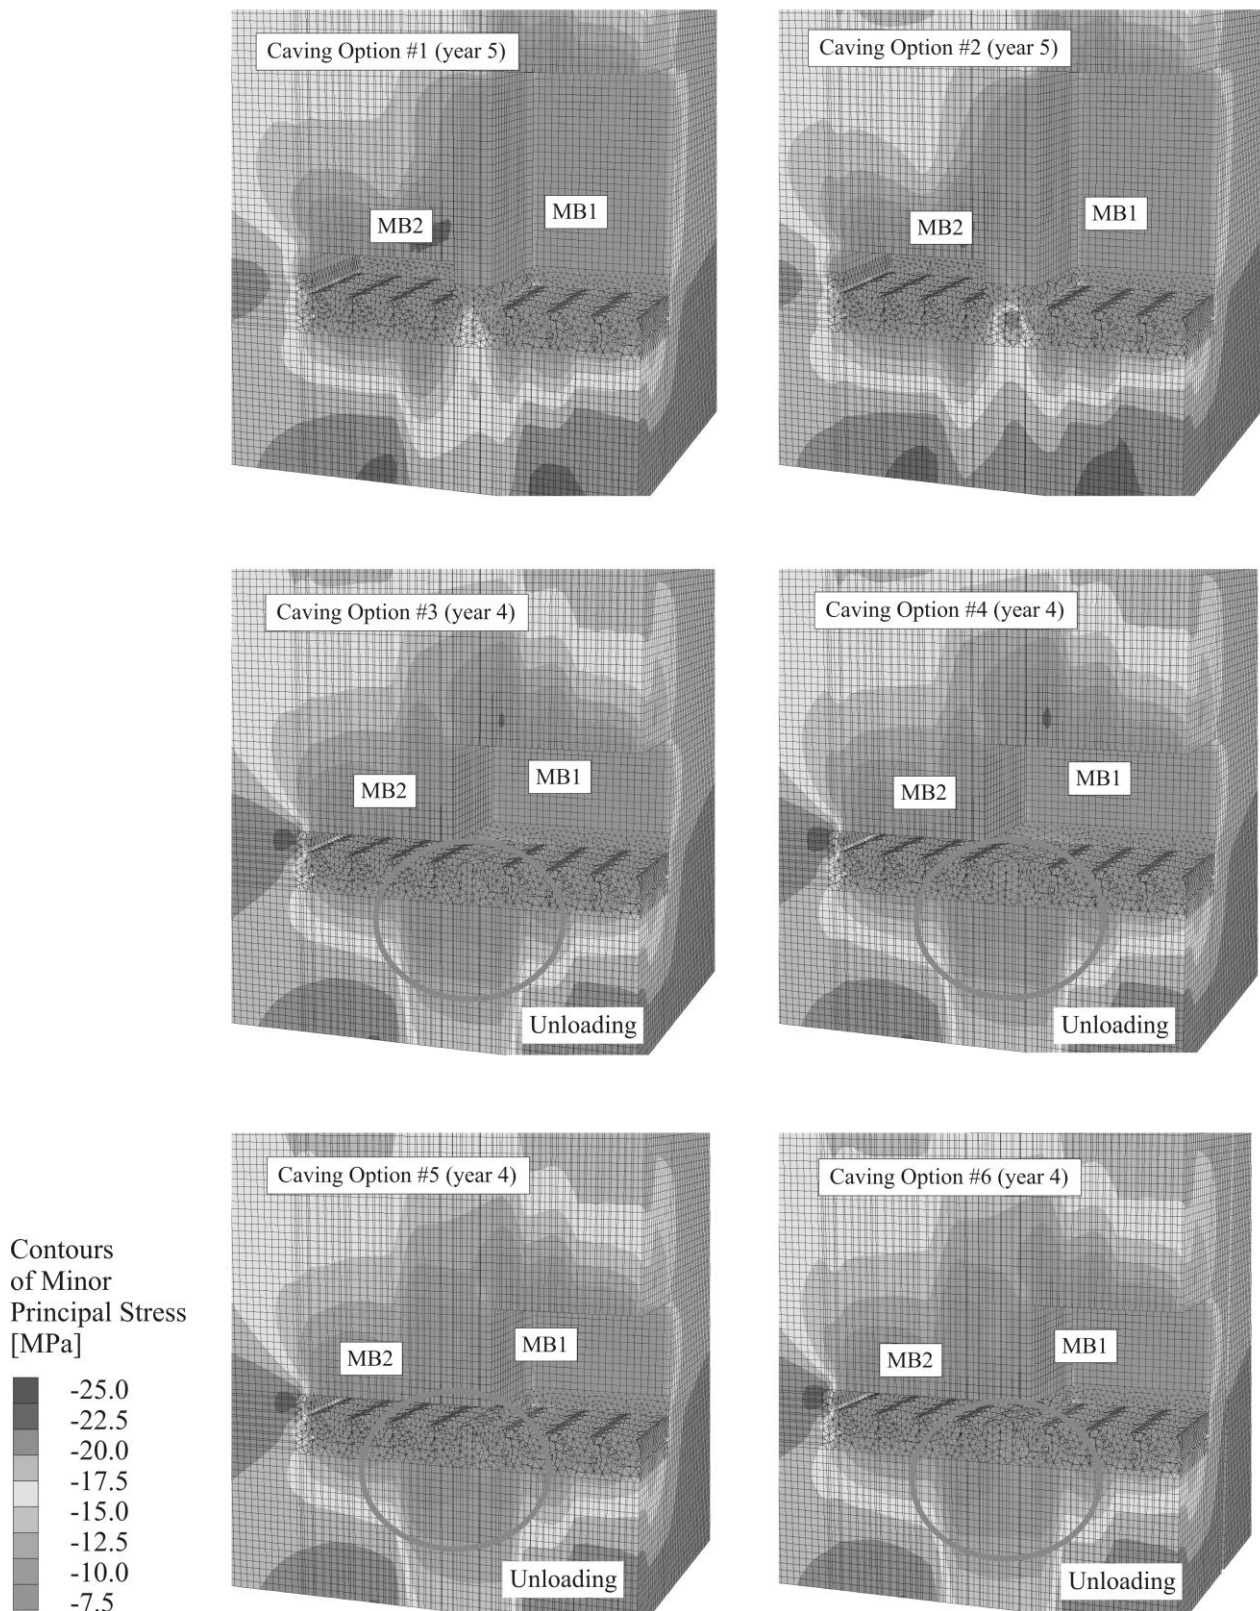 Caving Option #1 (year 5)
Caving Option #2 (year 5)
MB2
MB1
MB2
MB1
Caving Option #3 (year 4)
Caving Option #4 (year 4)
MB2
MB1
MB2
MB1
Unloading
Unloading
Caving Option #5 (year 4)
Caving Option #6 (year 4)
MB2
MB1
MB2
MB1
Unloading
Unloading
Contours
of Minor
Principal Stress
[MPa]
-25.0
-22.5
-20.0
-17.5
-15.0
-12.5
-10.0
-7.5